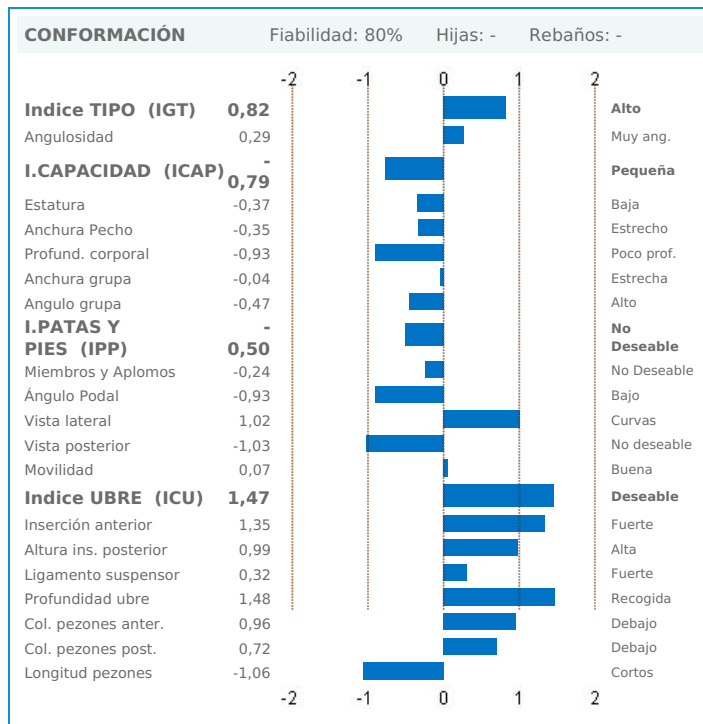 CONFORMACIÓN Fiabilidad: 80% Hijas: - Rebaños: -
-2 -1 0 1 2
Indice TIPO (IGT) 0,82 Alto
Angulosidad 0,29 Muy ang.
I.CAPACIDAD (ICAP) -0,79 Pequeña
Estatura -0,37 Baja
Anchura Pecho -0,35 Estrecho
Profund. corporal -0,93 Poco prof.
Anchura grupa -0,04 Estrecha
Angulo grupa -0,47 Alto
I.PATAS Y - No
PIES (IPP) 0,50 Deseable
Miembros y Aplomos -0,24 No Deseable
Ángulo Podal -0,93 Bajo
Vista lateral 1,02 Curvas
Vista posterior -1,03 No deseable
Movilidad 0,07 Buena
Indice UBRE (ICU) 1,47 Deseable
Inserción anterior 1,35 Fuerte
Altura ins. posterior 0,99 Alta
Ligamento suspensor 0,32 Fuerte
Profundidad ubre 1,48 Recogida
Col. pezones anter. 0,96 Debajo
Col. pezones post. 0,72 Debajo
Longitud pezones -1,06 Cortos
-2 -1 0 1 2